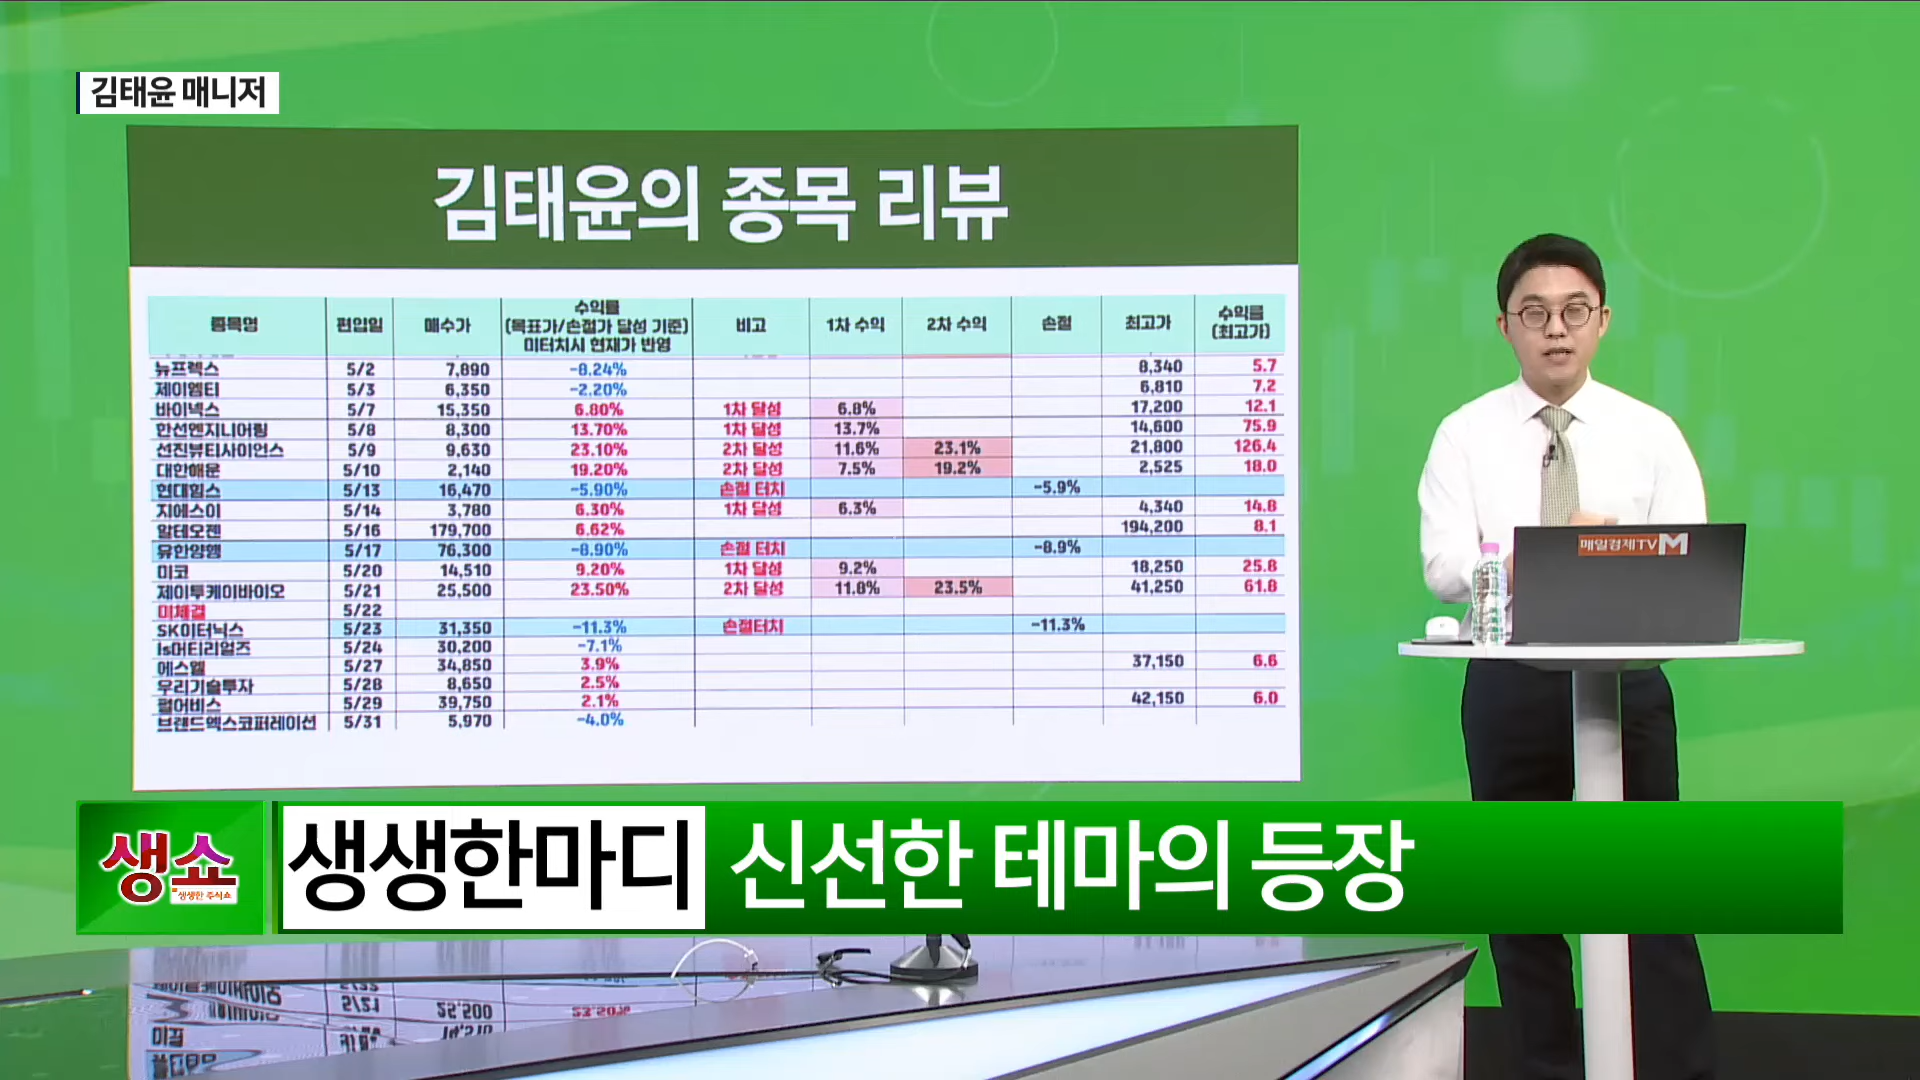 김태윤 매니저
김태윤의 종목 리뷰
종목명 편입일 매수가 수익률 (목표가/손절가 달성 기준) 미터치시 현재가 반영 비고 1차 수익 2차 수익 손절 최고가 수익률 (최고가)
뉴프렉스 5/2 7,890 -8.24% 8,340 5.7
제이엠티 5/3 6,350 -2.20% 6,810 7.2
바이넥스 5/7 15,350 6.80% 1차 달성 6.8% 17,200 12.1
한선엔지니어링 5/8 8,300 13.70% 1차 달성 13.7% 14,600 75.9
선진뷰티사이언스 5/9 9,630 23.10% 2차 달성 11.6% 23.1% 21,800 126.4
대한해운 5/10 2,140 19.20% 2차 달성 7.5% 19.2% 2,525 18.0
현대힘스 5/13 16,470 -5.90% 손절 터치 -5.9%
지에스이 5/14 3,780 6.30% 1차 달성 6.3% 4,340 14.8
알테오젠 5/16 179,700 6.62% 194,200 8.1
유한양행 5/17 76,300 -8.90% 손절 터치 -8.9%
미코 5/20 14,510 9.20% 1차 달성 9.2% 18,250 25.8
제이투케이바이오 5/21 25,500 23.50% 2차 달성 11.8% 23.5% 41,250 61.8
미체결 5/22
SK이터닉스 5/23 31,350 -11.3% 손절터치 -11.3%
ls머티리얼즈 5/24 30,200 -7.1%
에스엘 5/27 34,850 3.9% 37,150 6.6
우리기술투자 5/28 8,650 2.5%
펄어비스 5/29 39,750 2.1% 42,150 6.0
브랜드엑스코퍼레이션 5/31 5,970 -4.0%
매일경제TV M
생쇼
생생한 주식쇼
생생한마디 신선한 테마의 등장